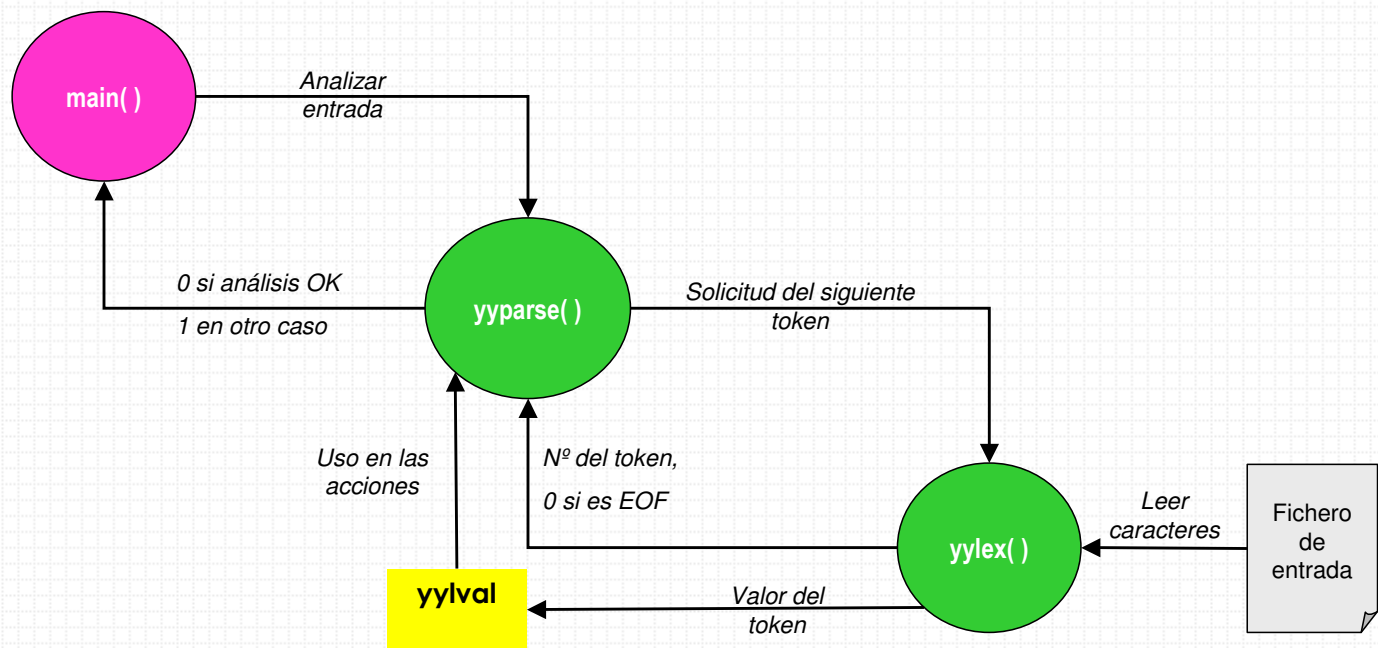 main( )
Analizar
entrada
0 si análisis OK
1 en otro caso
yyparse( )
Solicitud del siguiente
token
Uso en las
acciones
Nº del token,
0 si es EOF
yylex( )
Leer
caracteres
Fichero
de
entrada
yylval
Valor del
token